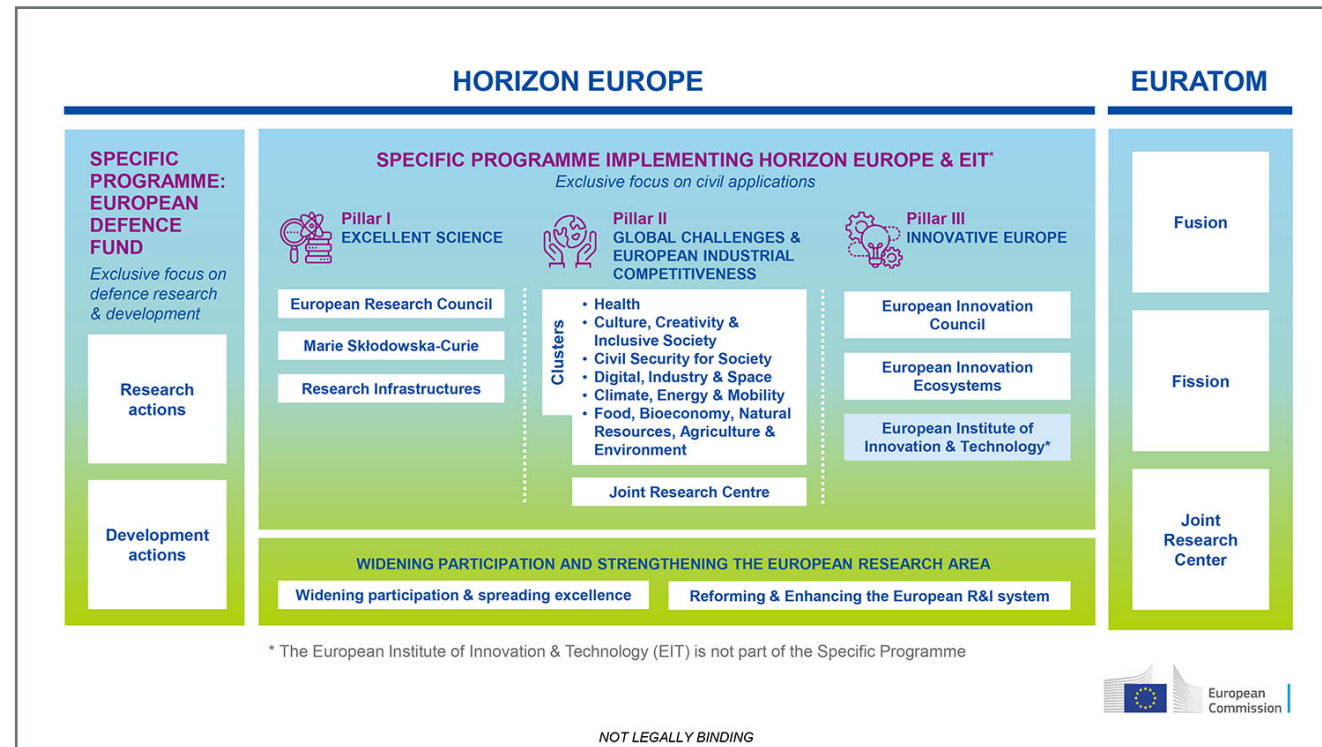 HORIZON EUROPE
EURATOM
SPECIFIC
PROGRAMME:
EUROPEAN
DEFENCE
FUND
Exclusive focus on
defence research
& development
Research
actions
Development
actions
SPECIFIC PROGRAMME IMPLEMENTING HORIZON EUROPE & EIT*
Exclusive focus on civil applications
Pillar I
EXCELLENT SCIENCE
European Research Council
Marie Skłodowska-Curie
Research Infrastructures
Pillar II
GLOBAL CHALLENGES &
EUROPEAN INDUSTRIAL
COMPETITIVENESS
Clusters
• Health
• Culture, Creativity &
Inclusive Society
• Civil Security for Society
• Digital, Industry & Space
• Climate, Energy & Mobility
• Food, Bioeconomy, Natural
Resources, Agriculture &
Environment
Joint Research Centre
Pillar III
INNOVATIVE EUROPE
European Innovation
Council
European Innovation
Ecosystems
European Institute of
Innovation & Technology*
WIDENING PARTICIPATION AND STRENGTHENING THE EUROPEAN RESEARCH AREA
Widening participation & spreading excellence
Reforming & Enhancing the European R&I system
Fusion
Fission
Joint
Research
Center
* The European Institute of Innovation & Technology (EIT) is not part of the Specific Programme
European
Commission
NOT LEGALLY BINDING